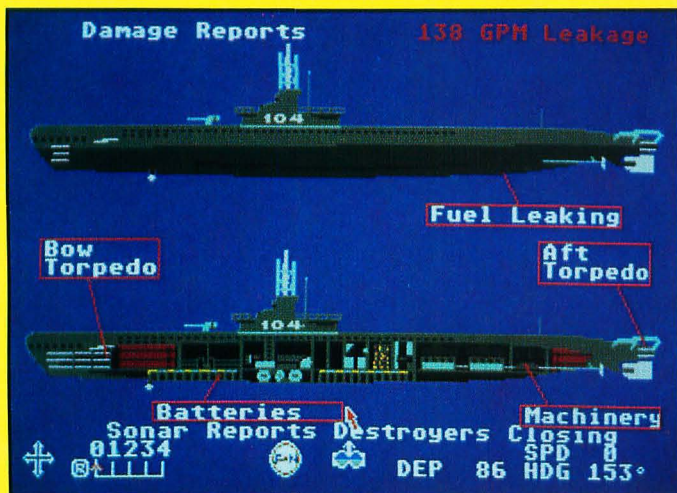 Damage Reports
138 GPM Leakage
104
Fuel Leaking
Bow
Torpedo
Aft
Torpedo
104
Batteries
Machinery
Sonar Reports Destroyers Closing
01234
SPD 0
R
DEP 86 HDG 153°